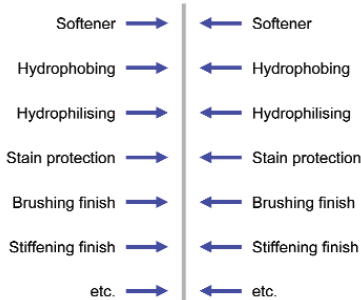 Softener Softener
Hydrophobing Hydrophobing
Hydrophilising Hydrophilising
Stain protection Stain protection
Brushing finish Brushing finish
Stiffening finish Stiffening finish
etc. etc.